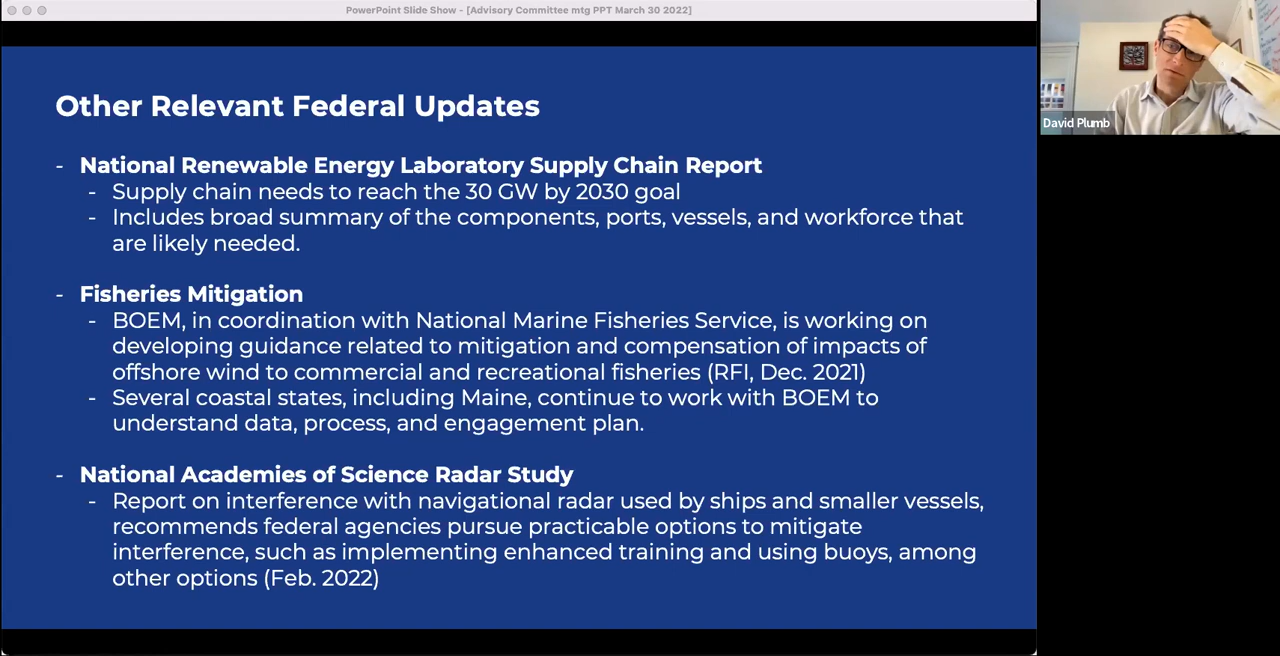 PowerPoint Slide Show - [Advisory Committee mtg PPT March 30 2022]
Other Relevant Federal Updates
- National Renewable Energy Laboratory Supply Chain Report
- Supply chain needs to reach the 30 GW by 2030 goal
- Includes broad summary of the components, ports, vessels, and workforce that
are likely needed.
- Fisheries Mitigation
- BOEM, in coordination with National Marine Fisheries Service, is working on
developing guidance related to mitigation and compensation of impacts of
offshore wind to commercial and recreational fisheries (RFI, Dec. 2021)
- Several coastal states, including Maine, continue to work with BOEM to
understand data, process, and engagement plan.
- National Academies of Science Radar Study
- Report on interference with navigational radar used by ships and smaller vessels,
recommends federal agencies pursue practicable options to mitigate
interference, such as implementing enhanced training and using buoys, among
other options (Feb. 2022)
David Plumb